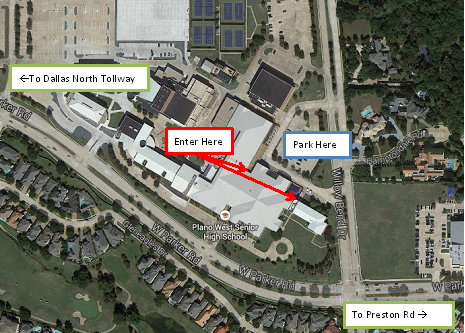 ←To Dallas North Tollway
Enter Here
Park Here
Willow Bend Dr
Plano West Senior
High School
W Parker Rd
W Parker Rd
To Preston Rd →